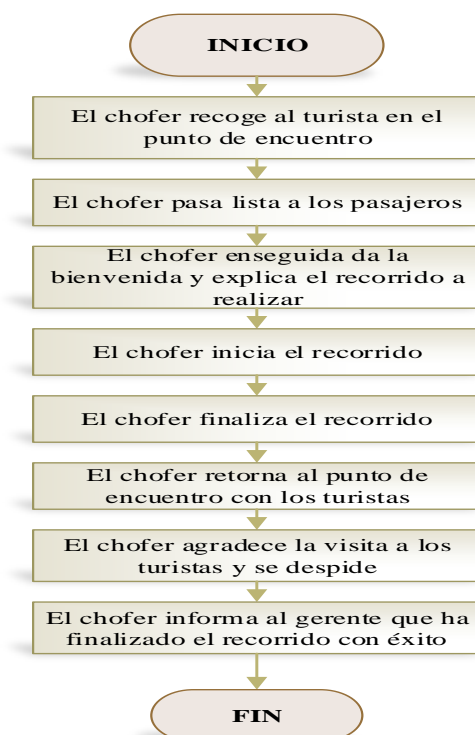 INICIO
El chofer recoge al turista en el
punto de encuentro
El chofer pasa lista a los pasajeros
El chofer enseguida da la
bienvenida y explica el recorrido a
realizar
El chofer inicia el recorrido
El chofer finaliza el recorrido
El chofer retorna al punto de
encuentro con los turistas
El chofer agradece la visita a los
turistas y se despide
El chofer informa al gerente que ha
finalizado el recorrido con éxito
FIN